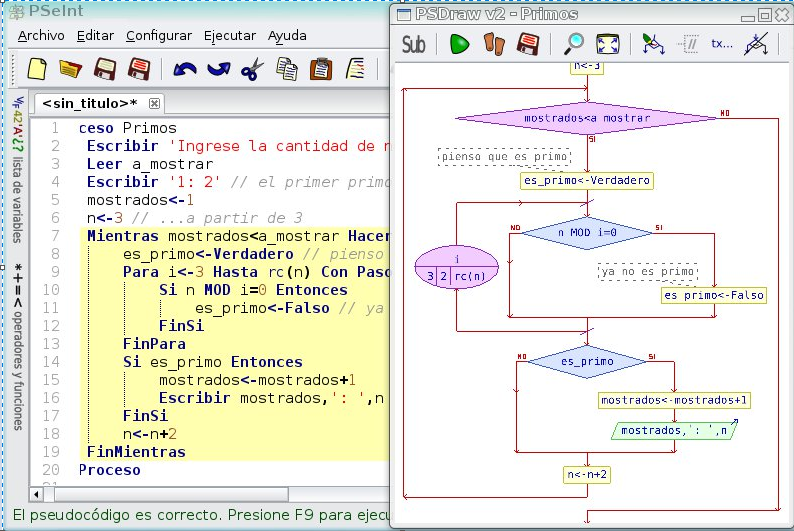 PSeInt
Archivo Editar Configurar Ejecutar Ayuda
<sin_titulo>*
lista de variables
* + = < operadores y funciones
1 ceso Primos
2 Escribir 'Ingrese la cantidad de n
3 Leer a_mostrar
4 Escribir '1: 2' // el primer primo
5 mostrados<-1
6 n<-3 // ...a partir de 3
7 Mientras mostrados<a_mostrar Hacer
8 es_primo<-Verdadero // pienso
9 Para i<-3 Hasta rc(n) Con Paso
10 Si n MOD i=0 Entonces
11 es_primo<-Falso // ya
12 FinSi
13 FinPara
14 Si es_primo Entonces
15 mostrados<-mostrados+1
16 Escribir mostrados,': ',n
17 FinSi
18 n<-n+2
19 FinMientras
20 Proceso
El pseudocódigo es correcto. Presione F9 para ejecu
PSDraw v2 - Primos
Sub
tx...
n<-3
mostrados<a mostrar
NO
SI
pienso que es primo
es_primo<-Verdadero
n MOD i=0
NO
SI
i
3 2 rc(n)
ya no es primo
es primo<-Falso
es_primo
NO
SI
mostrados<-mostrados+1
mostrados,': ',n
n<-n+2